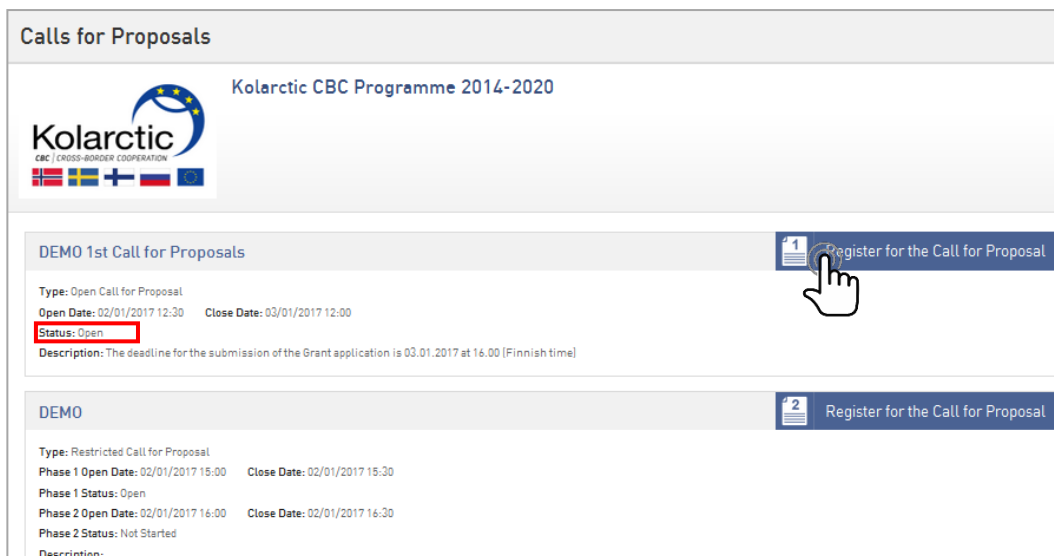 Calls for Proposals
Kolarctic CBC Programme 2014-2020
Kolarctic
CBC | CROSS-BORDER COOPERATION
DEMO 1st Call for Proposals
1
Register for the Call for Proposal
Type: Open Call for Proposal
Open Date: 02/01/2017 12:30 Close Date: 03/01/2017 12:00
Status: Open
Description: The deadline for the submission of the Grant application is 03.01.2017 at 16.00 (Finnish time)
DEMO
2
Register for the Call for Proposal
Type: Restricted Call for Proposal
Phase 1 Open Date: 02/01/2017 15:00 Close Date: 02/01/2017 15:30
Phase 1 Status: Open
Phase 2 Open Date: 02/01/2017 16:00 Close Date: 02/01/2017 16:30
Phase 2 Status: Not Started
Description: